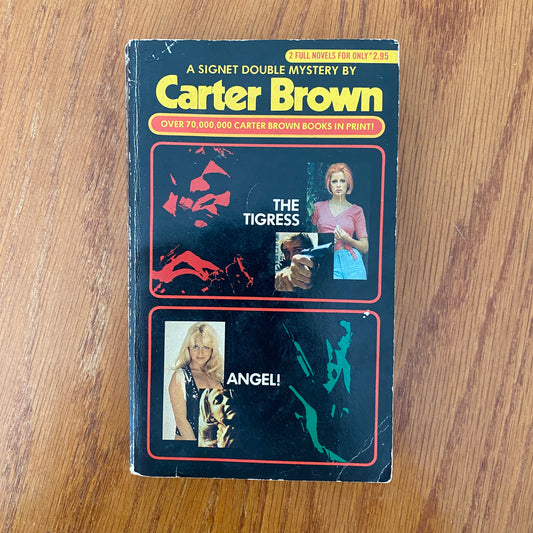 2 FULL NOVELS FOR ONLY $2.95
A SIGNET DOUBLE MYSTERY BY
Carter Brown
OVER 70,000,000 CARTER BROWN BOOKS IN PRINT!
THE
TIGRESS
ANGEL!